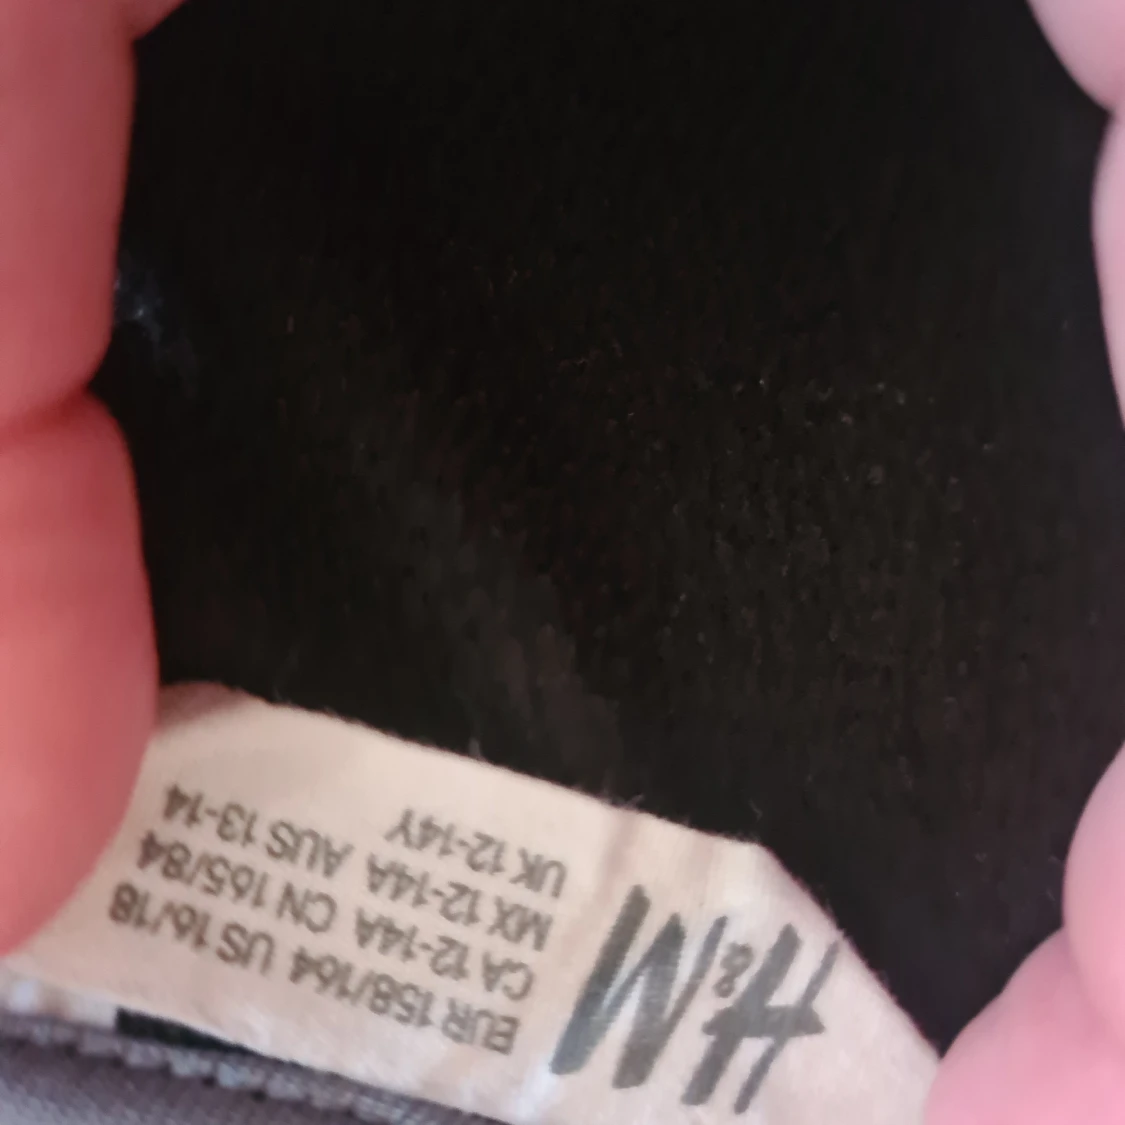 H&M
EUR 158/164 US 16/18
CA 12-14A CN 165/84
MX 12-14A AUS 13-14
UK 12-14Y